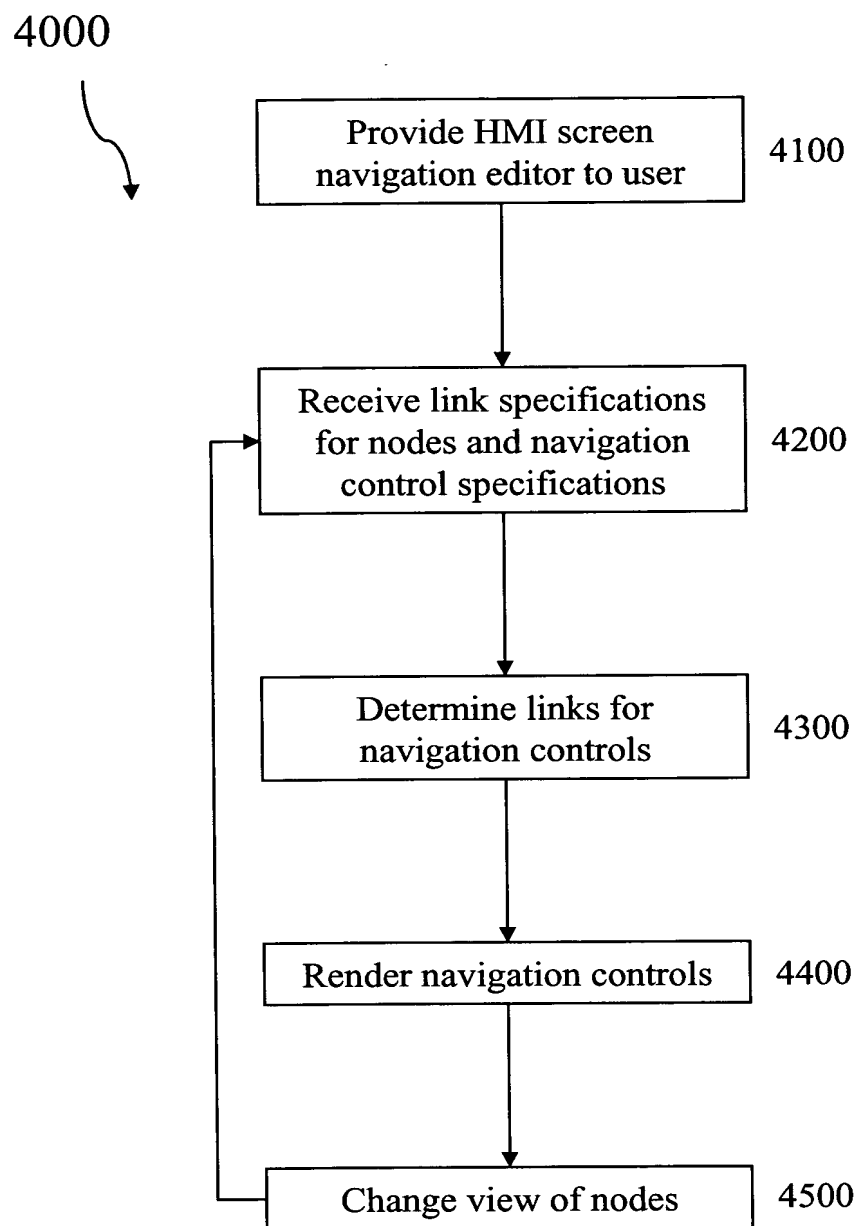 4000
Provide HMI screen
navigation editor to user
4100
Receive link specifications
for nodes and navigation
control specifications
4200
Determine links for
navigation controls
4300
Render navigation controls
4400
Change view of nodes
4500